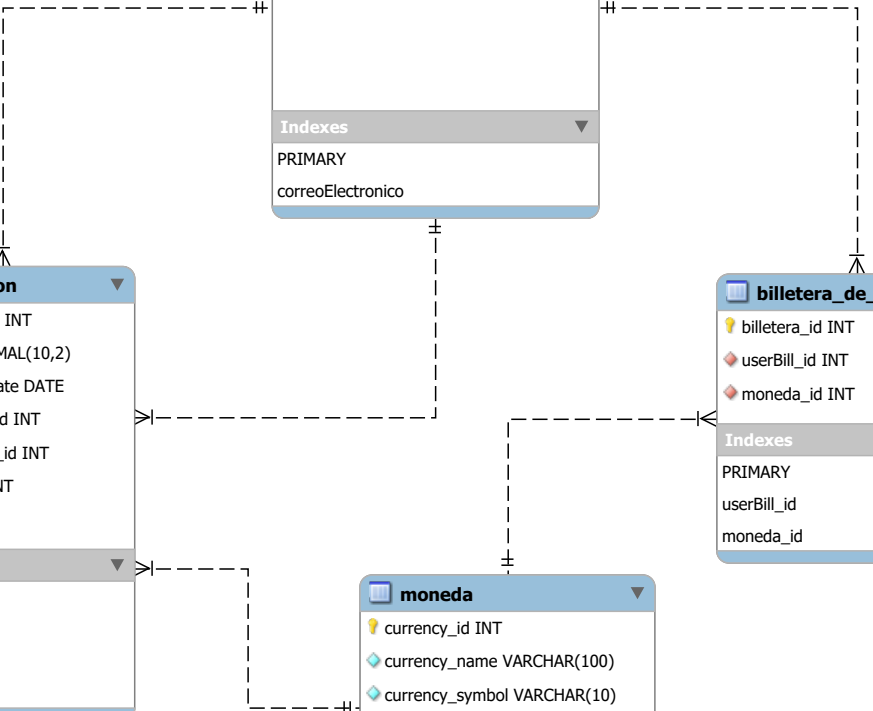 Indexes
PRIMARY
correoElectronico
on
INT
MAL(10,2)
ate DATE
d INT
_id INT
NT
billetera_de_
billetera_id INT
userBill_id INT
moneda_id INT
Indexes
PRIMARY
userBill_id
moneda_id
moneda
currency_id INT
currency_name VARCHAR(100)
currency_symbol VARCHAR(10)